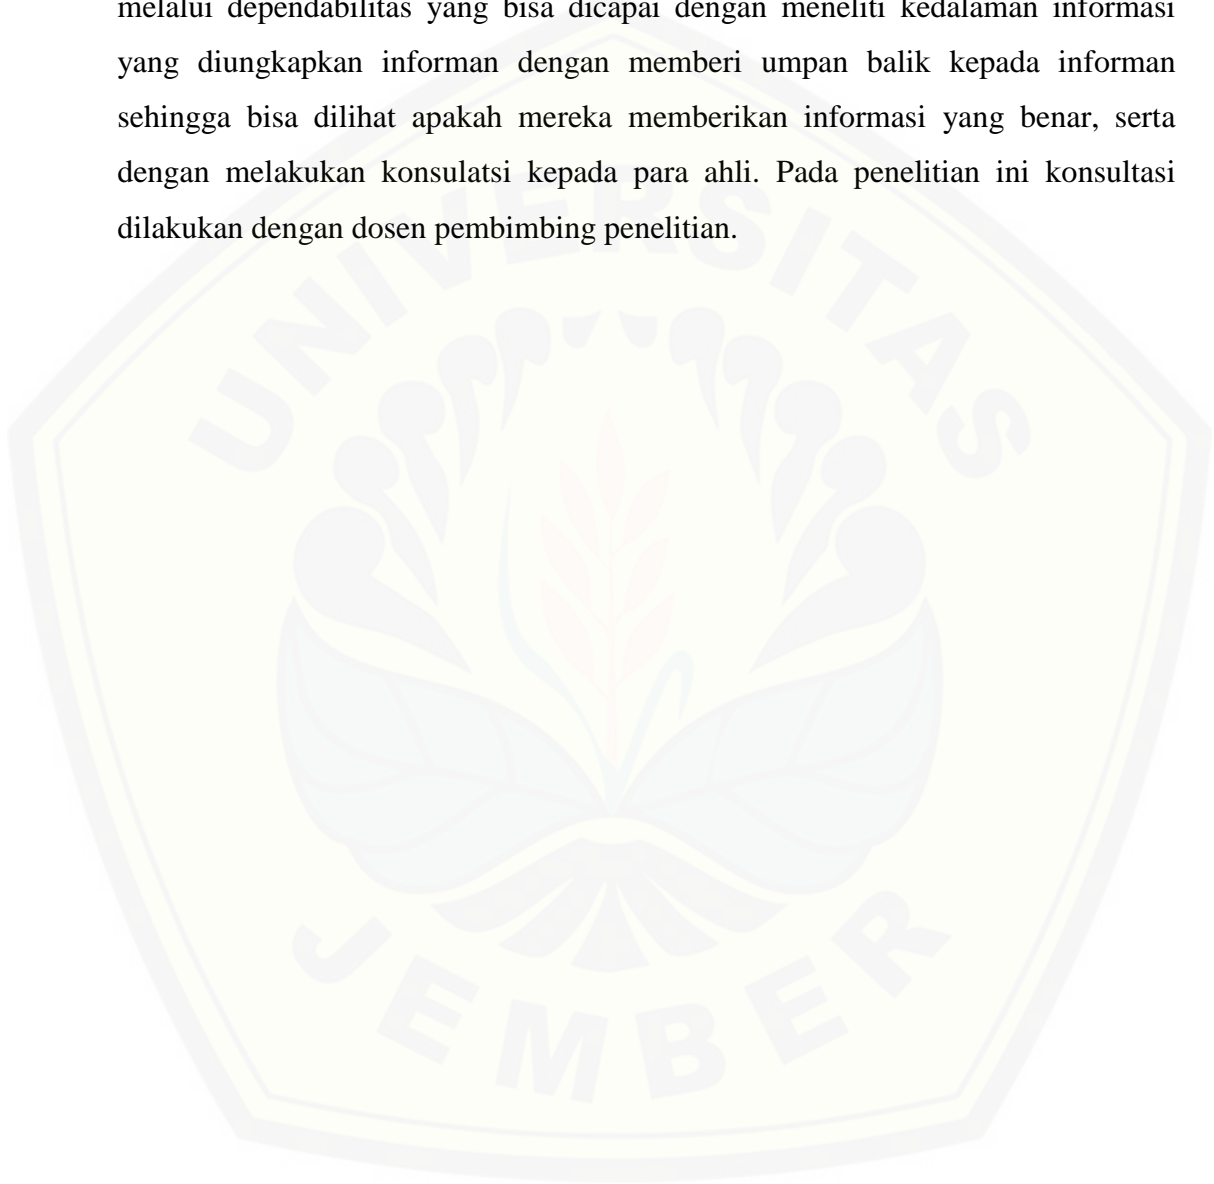 melalui dependabilitas yang bisa dicapai dengan meneliti kedalaman informasi
yang diungkapkan informan dengan memberi umpan balik kepada informan
sehingga bisa dilihat apakah mereka memberikan informasi yang benar, serta
dengan melakukan konsulatsi kepada para ahli. Pada penelitian ini konsultasi
dilakukan dengan dosen pembimbing penelitian.
UNIVERSITAS
JEMBER